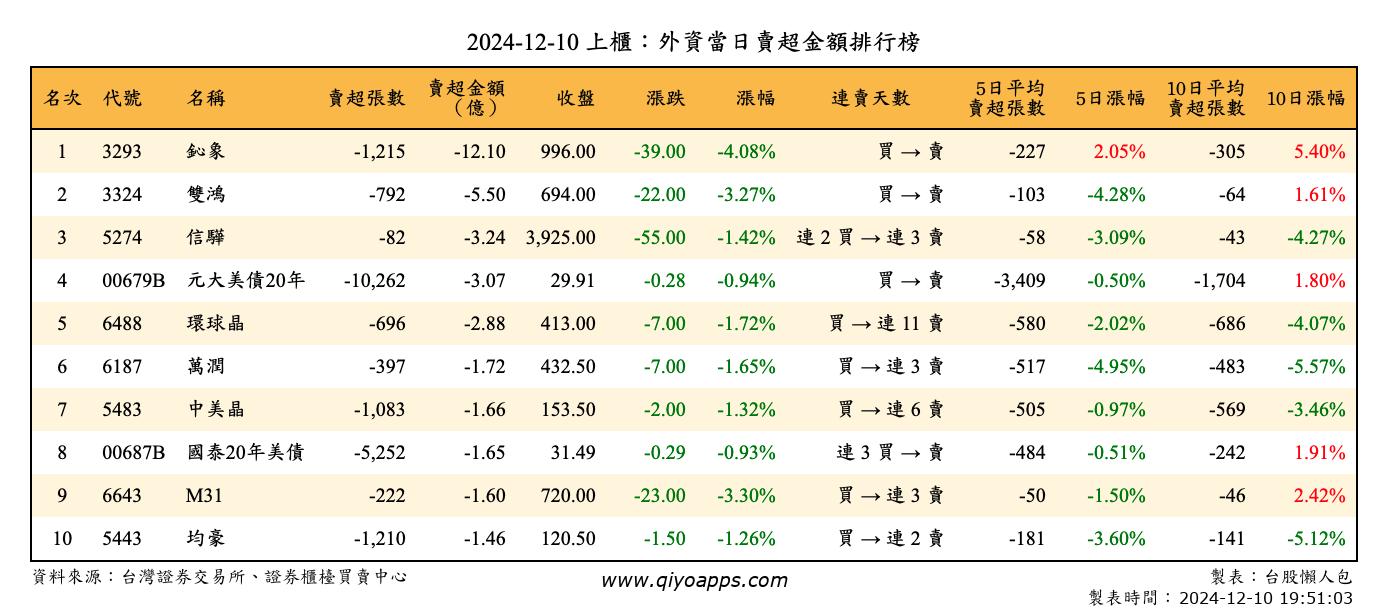 2024-12-10 上櫃：外資當日賣超金額排行榜
名次 代號 名稱 賣超張數 賣超金額（億） 收盤 漲跌 漲幅 連賣天數 5日平均賣超張數 5日漲幅 10日平均賣超張數 10日漲幅
1 3293 鈊象 -1,215 -12.10 996.00 -39.00 -4.08% 買 → 賣 -227 2.05% -305 5.40%
2 3324 雙鴻 -792 -5.50 694.00 -22.00 -3.27% 買 → 賣 -103 -4.28% -64 1.61%
3 5274 信驊 -82 -3.24 3,925.00 -55.00 -1.42% 連 2 買 → 連 3 賣 -58 -3.09% -43 -4.27%
4 00679B 元大美債20年 -10,262 -3.07 29.91 -0.28 -0.94% 買 → 賣 -3,409 -0.50% -1,704 1.80%
5 6488 環球晶 -696 -2.88 413.00 -7.00 -1.72% 買 → 連 11 賣 -580 -2.02% -686 -4.07%
6 6187 萬潤 -397 -1.72 432.50 -7.00 -1.65% 買 → 連 3 賣 -517 -4.95% -483 -5.57%
7 5483 中美晶 -1,083 -1.66 153.50 -2.00 -1.32% 買 → 連 6 賣 -505 -0.97% -569 -3.46%
8 00687B 國泰20年美債 -5,252 -1.65 31.49 -0.29 -0.93% 連 3 買 → 賣 -484 -0.51% -242 1.91%
9 6643 M31 -222 -1.60 720.00 -23.00 -3.30% 買 → 連 3 賣 -50 -1.50% -46 2.42%
10 5443 均豪 -1,210 -1.46 120.50 -1.50 -1.26% 買 → 連 2 賣 -181 -3.60% -141 -5.12%
資料來源：台灣證券交易所、證券櫃檯買賣中心 www.qiyoapps.com 製表：台股懶人包
製表時間：2024-12-10 19:51:03